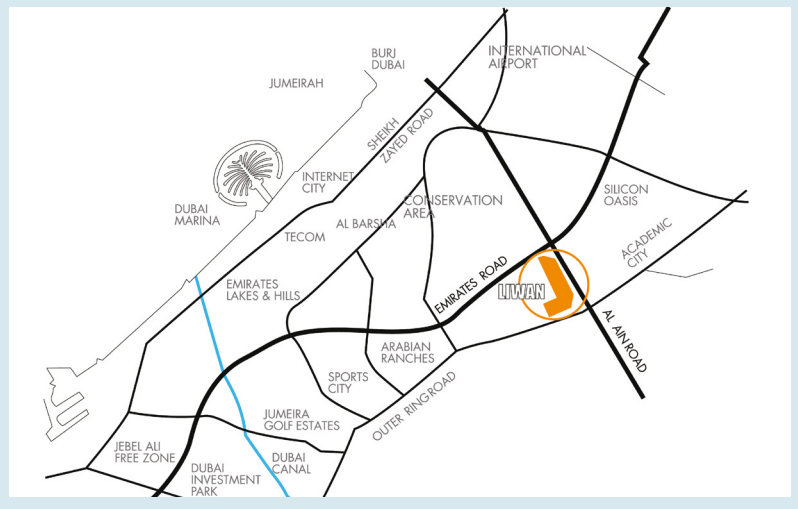 BURJ
DUBAI
INTERNATIONAL
AIRPORT
JUMEIRAH
SHEIKH
ZAYED ROAD
INTERNET
CITY
CONSERVATION
AREA
SILICON
OASIS
DUBAI
MARINA
AL BARSHA
TECOM
ACADEMIC
CITY
EMIRATES
LAKES & HILLS
EMIRATES ROAD
LIWAN
AL AIN ROAD
ARABIAN
RANCHES
SPORTS
CITY
OUTER RING ROAD
JUMEIRA
GOLF ESTATES
JEBEL ALI
FREE ZONE
DUBAI
CANAL
DUBAI
INVESTMENT
PARK